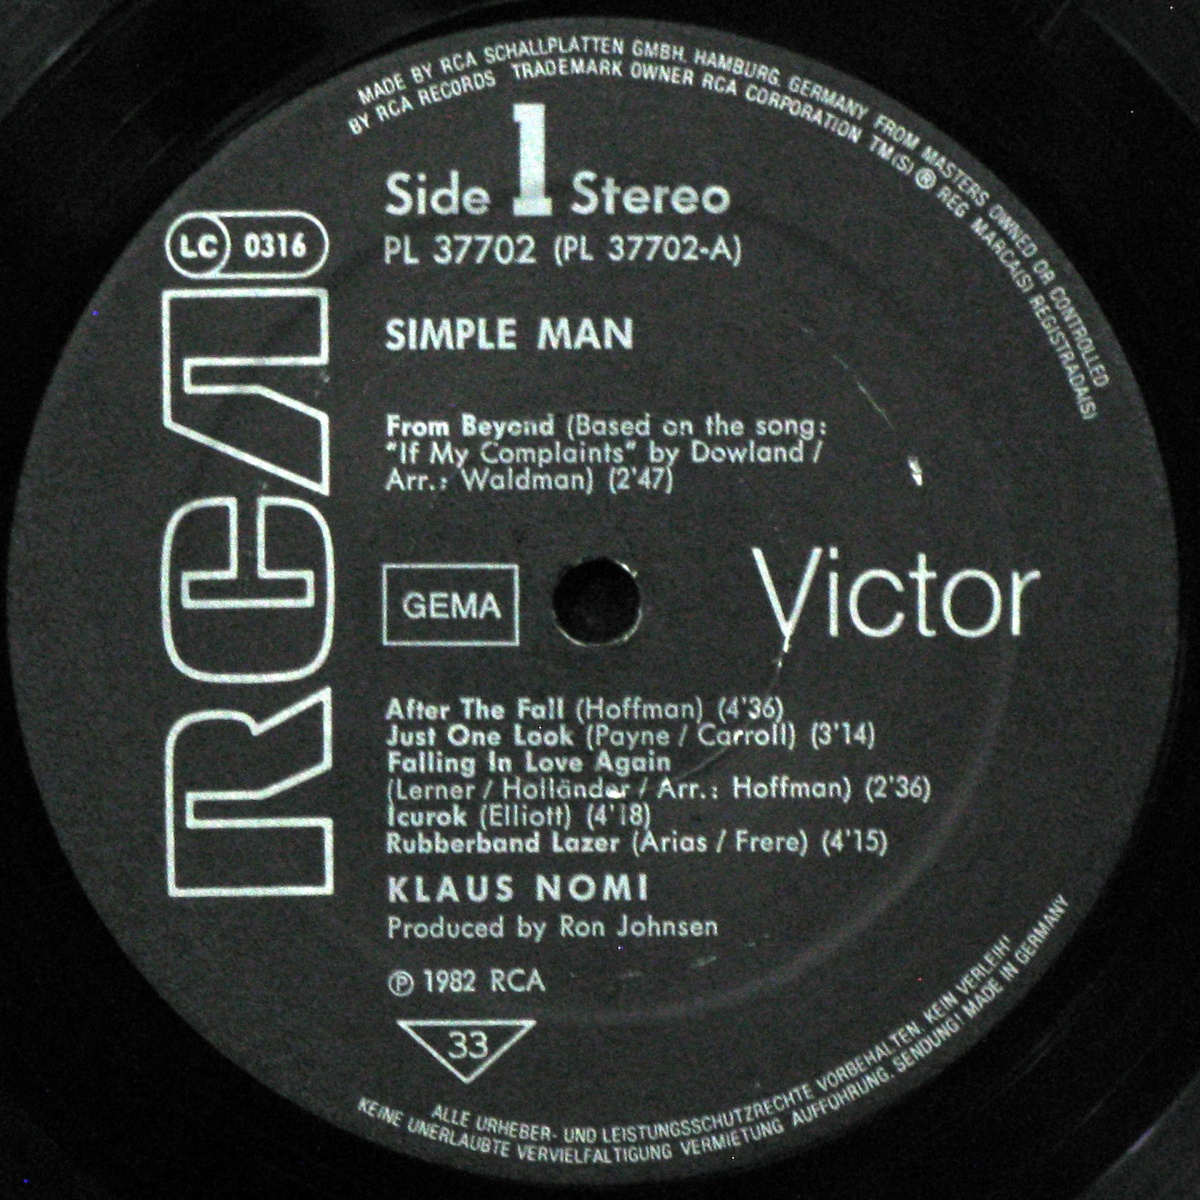 MADE BY RCA SCHALLPLATTEN GMBH, HAMBURG, GERMANY FROM MASTERS OWNED OR CONTROLLED
BY RCA RECORDS TRADEMARK OWNER RCA CORPORATION TM(S) ® REG MARCA(S) REGISTRADA(S)
Side 1 Stereo
PL 37702 (PL 37702-A)
LC 0316
RCA
SIMPLE MAN
From Beyond (Based on the song:
"If My Complaints" by Dowland /
Arr.: Waldman) (2'47)
GEMA
Victor
After The Fall (Hoffman) (4'36)
Just One Look (Payne / Carroll) (3'14)
Falling In Love Again
(Lerner / Holländer / Arr.: Hoffman) (2'36)
Icurok (Elliott) (4'18)
Rubberband Lazer (Arias / Frere) (4'15)
KLAUS NOMI
Produced by Ron Johnsen
℗ 1982 RCA
33
ALLE URHEBER- UND LEISTUNGSSCHUTZRECHTE VORBEHALTEN. KEIN VERLEIH!
KEINE UNERLAUBTE VERVIELFALTIGUNG, VERMIETUNG, AUFFUHRUNG, SENDUNG! MADE IN GERMANY